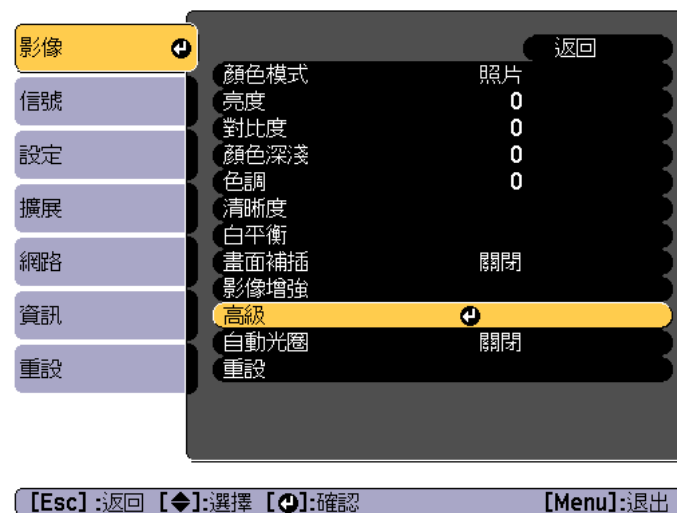 影像
信號
設定
擴展
網路
資訊
重設
返回
顏色模式 照片
亮度 0
對比度 0
顏色深淺 0
色調 0
清晰度
白平衡
畫面補插 關閉
影像增強
高級
自動光圈 關閉
重設
[Esc] :返回 [◆]:選擇 [⏎]:確認 [Menu]:退出